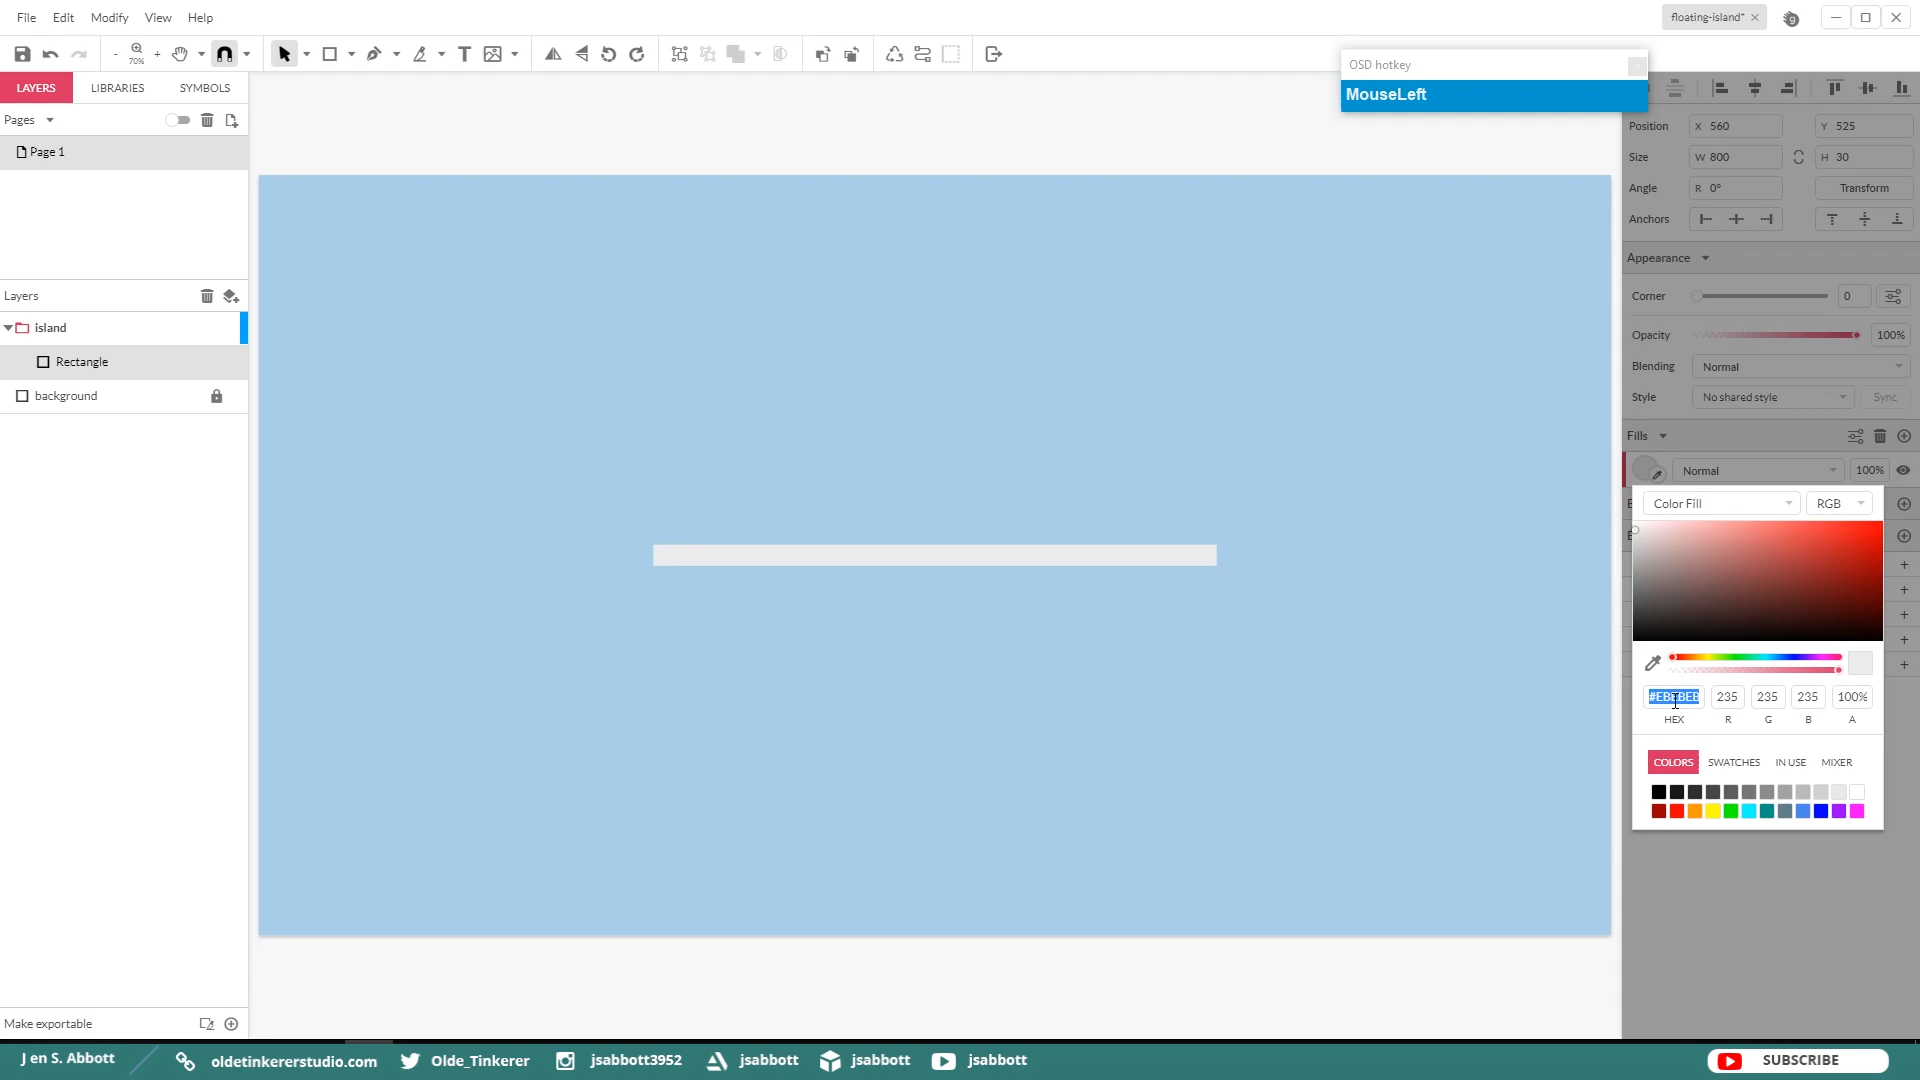 File Edit Modify View Help
floating-island*
70%
OSD hotkey
MouseLeft
LAYERS LIBRARIES SYMBOLS
Pages
Page 1
Layers
island
Rectangle
background
Make exportable
Position X 560 Y 525
Size W 800 H 30
Angle R 0° Transform
Anchors
Appearance
Corner 0
Opacity 100%
Blending Normal
Style No shared style Sync
Fills
Normal 100%
Color Fill RGB
#EBEBEB 235 235 235 100%
HEX R G B A
COLORS SWATCHES IN USE MIXER
J en S. Abbott oldetinkererstudio.com Olde_Tinkerer jsabbott3952 jsabbott jsabbott jsabbott SUBSCRIBE